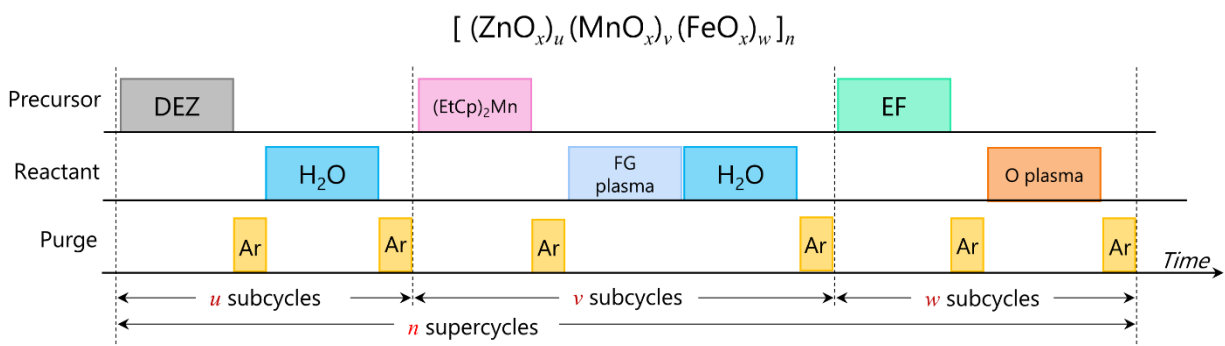 [ (ZnOₓ)ᵤ(MnOₓ)ᵥ(FeOₓ)w ]ₙ
Precursor DEZ (EtCp)₂Mn EF
Reactant H₂O FG plasma H₂O O plasma
Purge Ar Ar Ar Ar Ar Ar Time
u subcycles v subcycles w subcycles
n supercycles